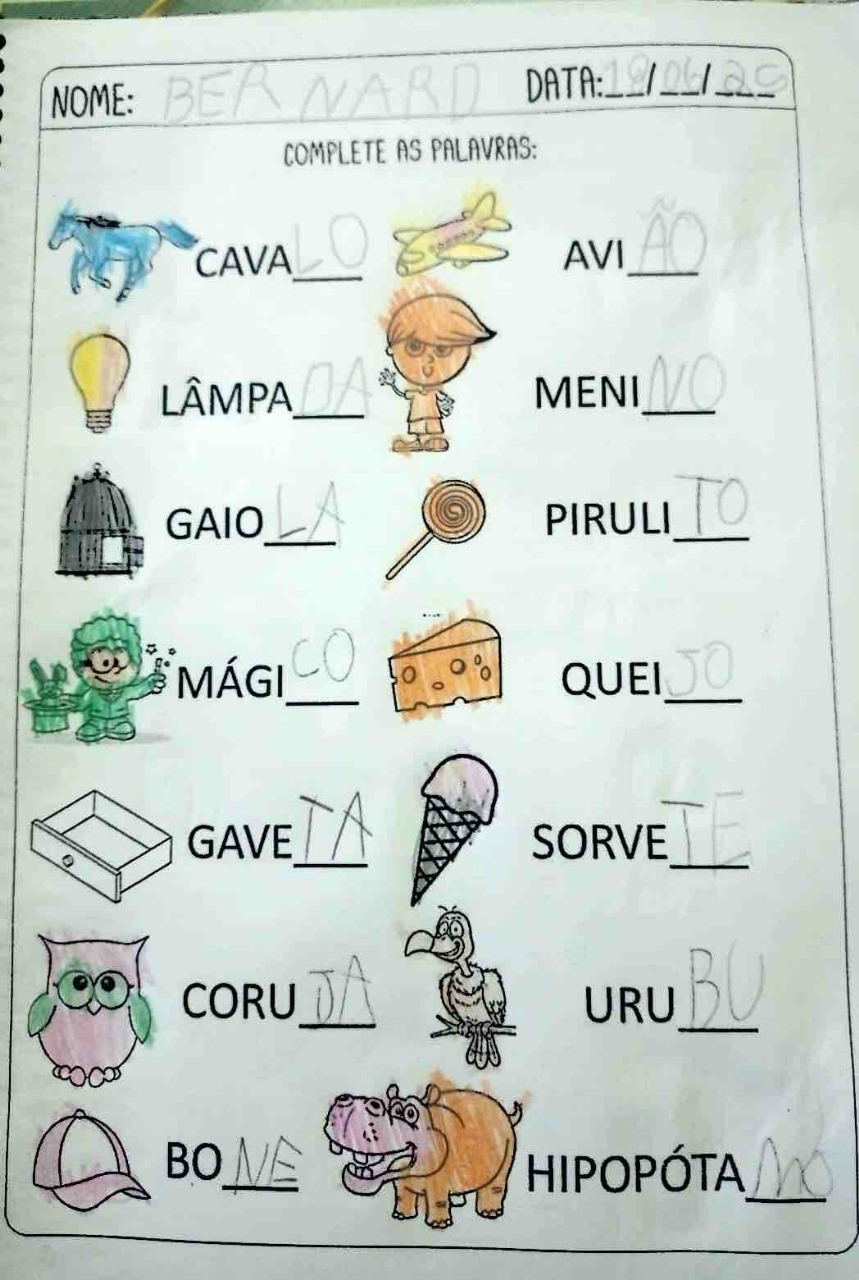 NOME: BERNARD DATA: 18/06/25
COMPLETE AS PALAVRAS:
CAVALO AVIÃO
LÂMPADA MENINO
GAIOLA PIRULITO
MÁGICO QUEIJO
GAVETA SORVETE
CORUJA URUBU
BONE HIPOPÓTAMO